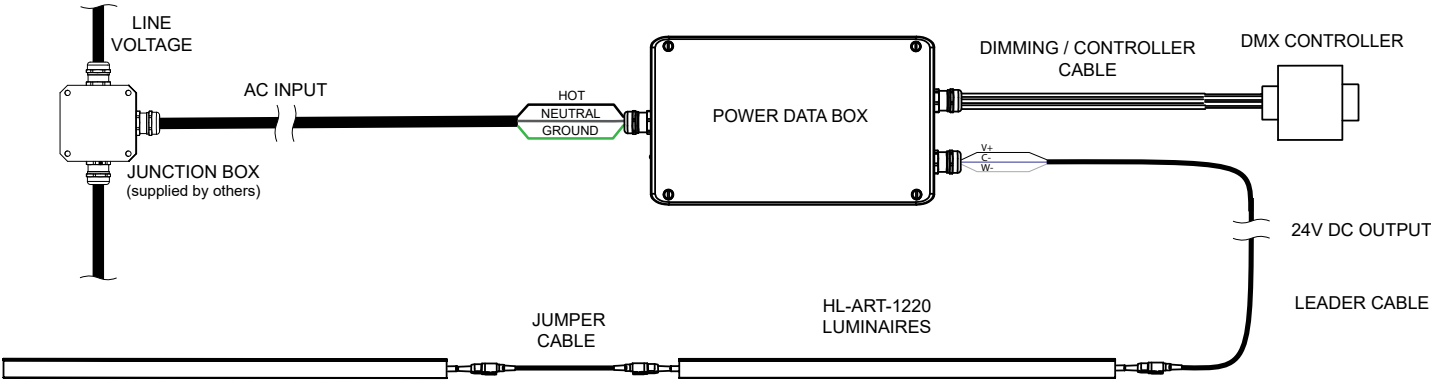 LINE
VOLTAGE
AC INPUT
HOT
NEUTRAL
GROUND
POWER DATA BOX
DIMMING / CONTROLLER
CABLE
DMX CONTROLLER
V+
C-
W-
JUNCTION BOX
(supplied by others)
24V DC OUTPUT
LEADER CABLE
HL-ART-1220
LUMINAIRES
JUMPER
CABLE